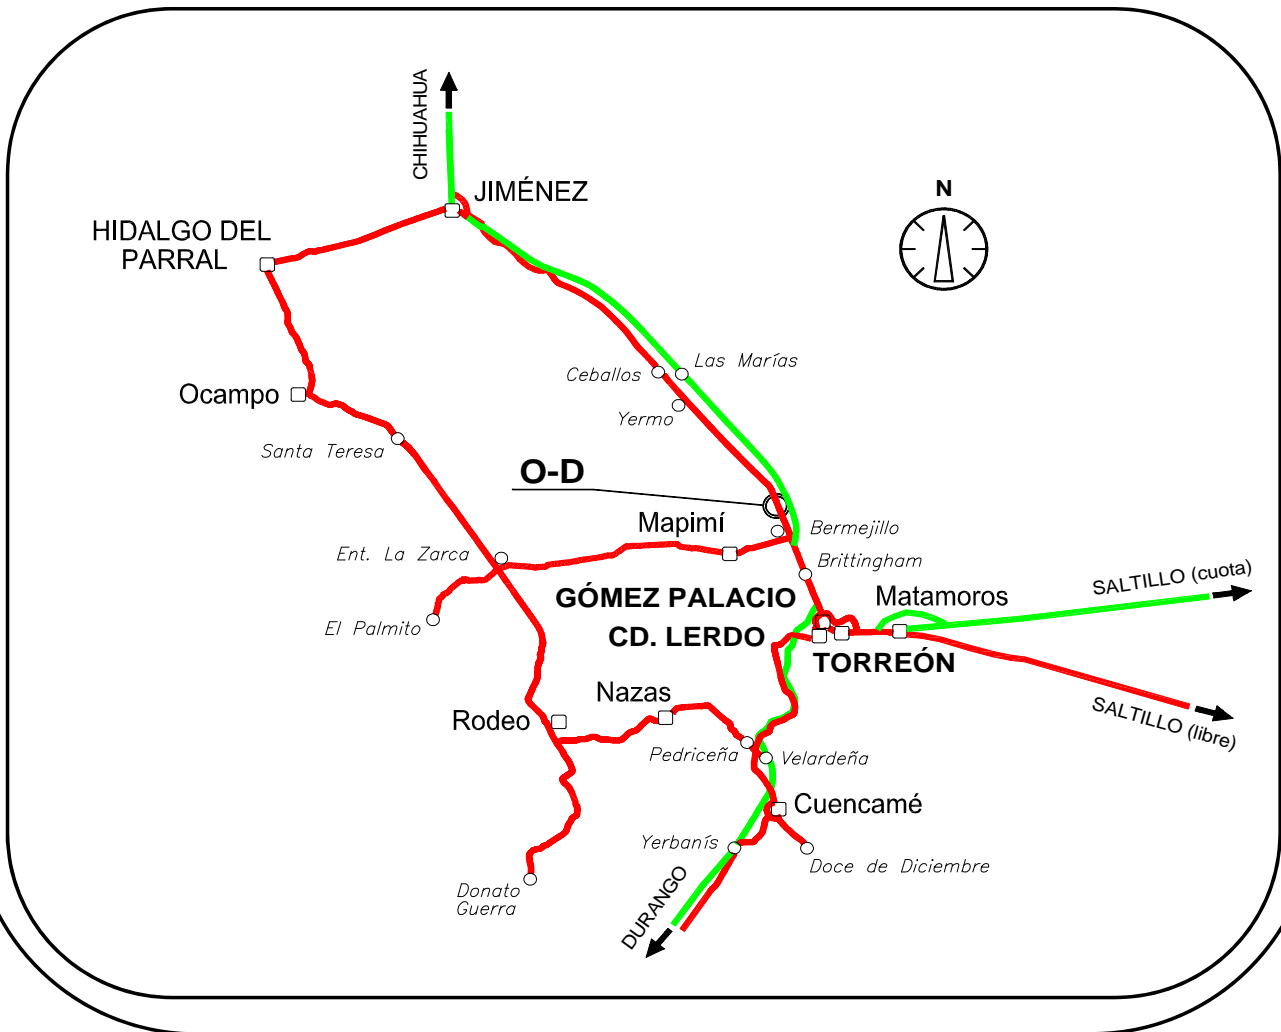 CHIHUAHUA
JIMÉNEZ
N
HIDALGO DEL
PARRAL
Las Marías
Ceballos
Ocampo
Yermo
Santa Teresa
O-D
Mapimí
Bermejillo
Ent. La Zarca
Brittingham
SALTILLO (cuota)
GÓMEZ PALACIO
Matamoros
El Palmito
CD. LERDO
TORREÓN
Nazas
SALTILLO (libre)
Rodeo
Pedriceña
Velardeña
Cuencamé
Yerbanís
Doce de Diciembre
Donato
Guerra
DURANGO